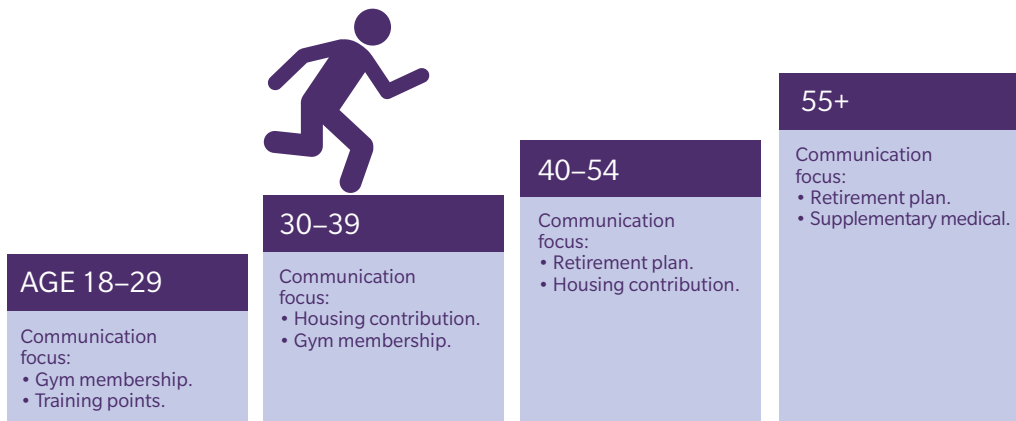 AGE 18–29
Communication
focus:
• Gym membership.
• Training points.
30–39
Communication
focus:
• Housing contribution.
• Gym membership.
40–54
Communication
focus:
• Retirement plan.
• Housing contribution.
55+
Communication
focus:
• Retirement plan.
• Supplementary medical.